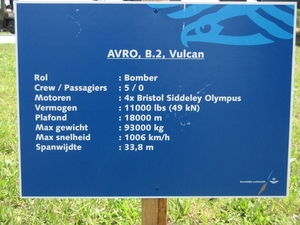 AVRO, B.2, Vulcan
Rol : Bomber
Crew / Passagiers : 5 / 0
Motoren : 4x Bristol Siddeley Olympus
Vermogen : 11000 lbs (49 kN)
Plafond : 18000 m
Max gewicht : 93000 kg
Max snelheid : 1006 km/h
Spanwijdte : 33,8 m